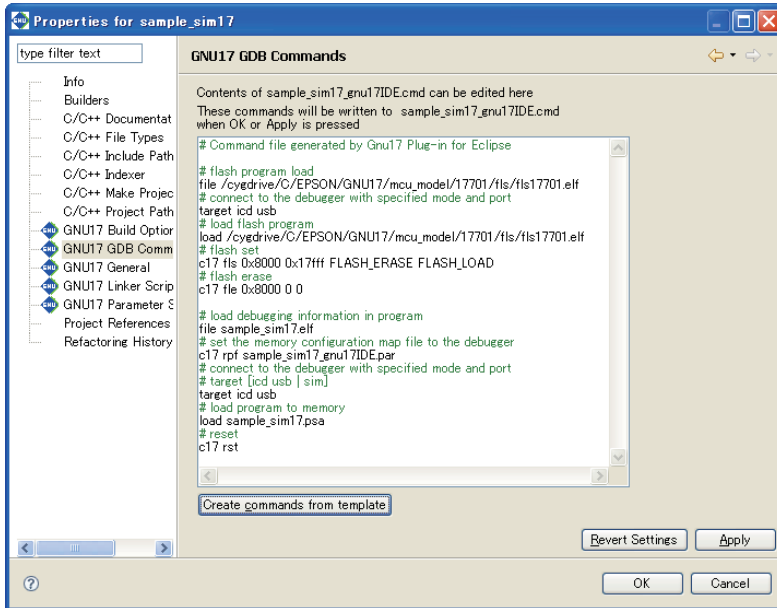 Properties for sample_sim17
type filter text
Info
Builders
C/C++ Documentat
C/C++ File Types
C/C++ Include Path
C/C++ Indexer
C/C++ Make Projec
C/C++ Project Path
GNU17 Build Option
GNU17 GDB Comm
GNU17 General
GNU17 Linker Scrip
GNU17 Parameter S
Project References
Refactoring History
GNU17 GDB Commands
Contents of sample_sim17_gnu17IDE.cmd can be edited here
These commands will be written to sample_sim17_gnu17IDE.cmd
when OK or Apply is pressed
# Command file generated by Gnu17 Plug-in for Eclipse
# flash program load
file /cygdrive/C/EPSON/GNU17/mcu_model/17701/fls/fls17701.elf
# connect to the debugger with specified mode and port
target icd usb
# load flash program
load /cygdrive/C/EPSON/GNU17/mcu_model/17701/fls/fls17701.elf
# flash set
c17 fls 0x8000 0x17fff FLASH_ERASE FLASH_LOAD
# flash erase
c17 fle 0x8000 0 0
# load debugging information in program
file sample_sim17.elf
# set the memory configuration map file to the debugger
c17 rpf sample_sim17_gnu17IDE.par
# connect to the debugger with specified mode and port
# target [icd usb | sim]
target icd usb
# load program to memory
load sample_sim17.psa
# reset
c17 rst
Create commands from template
Revert Settings
Apply
OK
Cancel